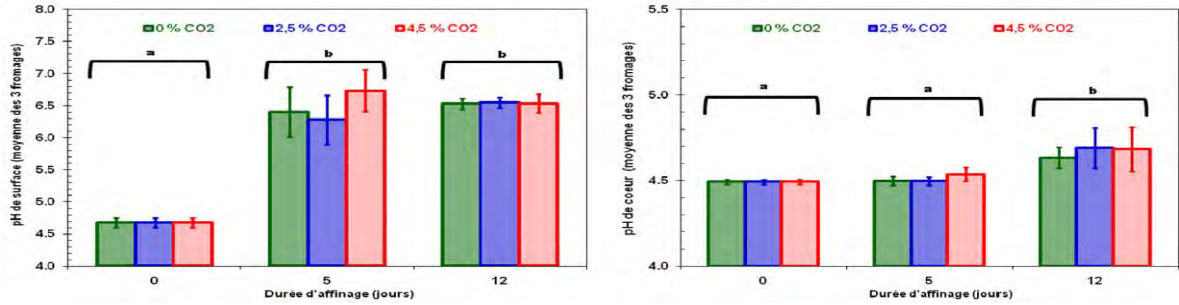 8.0
0 % CO2 2,5 % CO2 4,5 % CO2
7.5
a b b
7.0
6.5
6.0
5.5
5.0
4.5
4.0
0 5 12
Durée d'affinage (jours)
pH de surface (moyenne des 3 fromages)
5.5
0 % CO2 2,5 % CO2 4,5 % CO2
a a b
5.0
4.5
4.0
0 5 12
Durée d'affinage (jours)
pH de coeur (moyenne des 3 fromages)